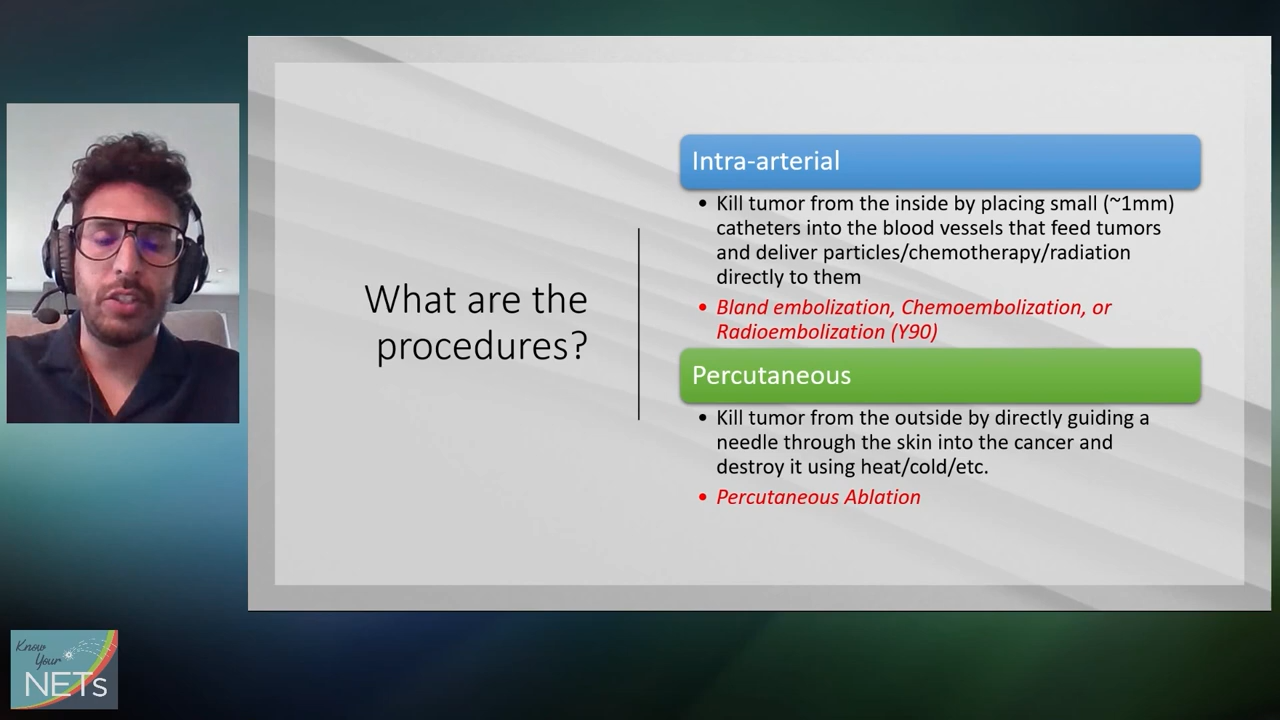 What are the
procedures?
Intra-arterial
• Kill tumor from the inside by placing small (~1mm)
catheters into the blood vessels that feed tumors
and deliver particles/chemotherapy/radiation
directly to them
• Bland embolization, Chemoembolization, or
Radioembolization (Y90)
Percutaneous
• Kill tumor from the outside by directly guiding a
needle through the skin into the cancer and
destroy it using heat/cold/etc.
• Percutaneous Ablation
Know
Your
NETs